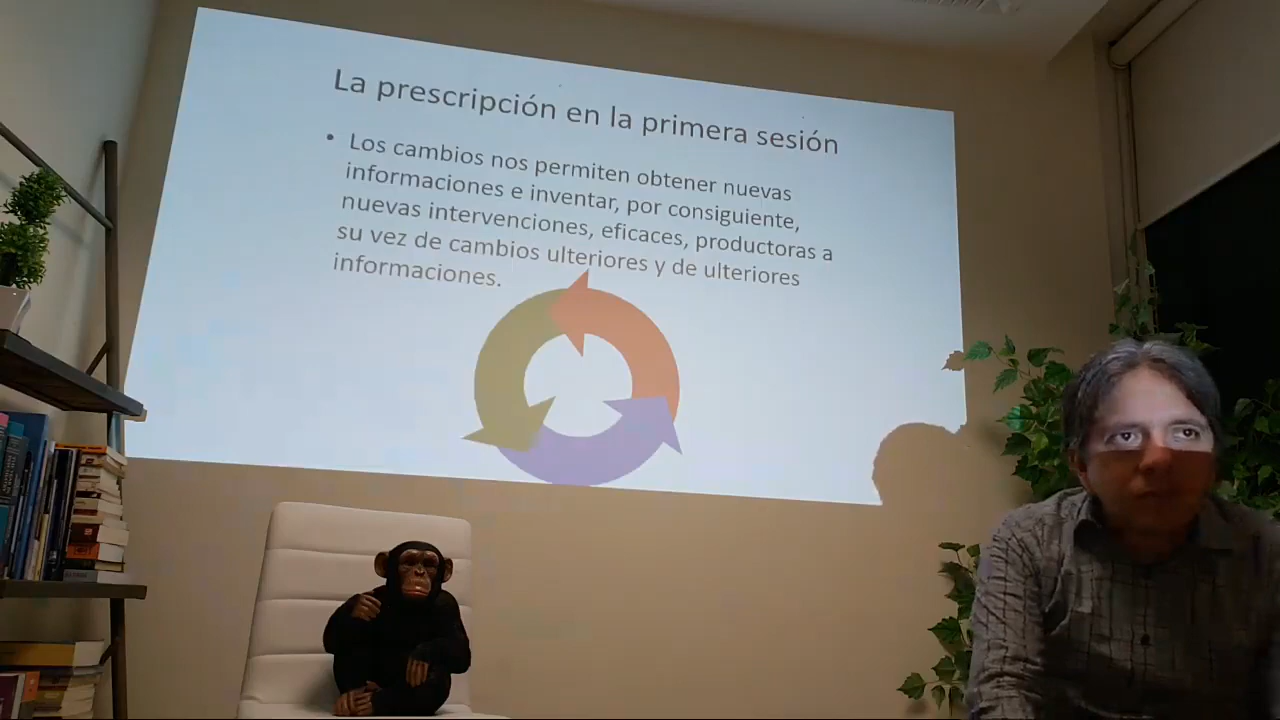 La prescripción en la primera sesión
• Los cambios nos permiten obtener nuevas
informaciones e inventar, por consiguiente,
nuevas intervenciones, eficaces, productoras a
su vez de cambios ulteriores y de ulteriores
informaciones.